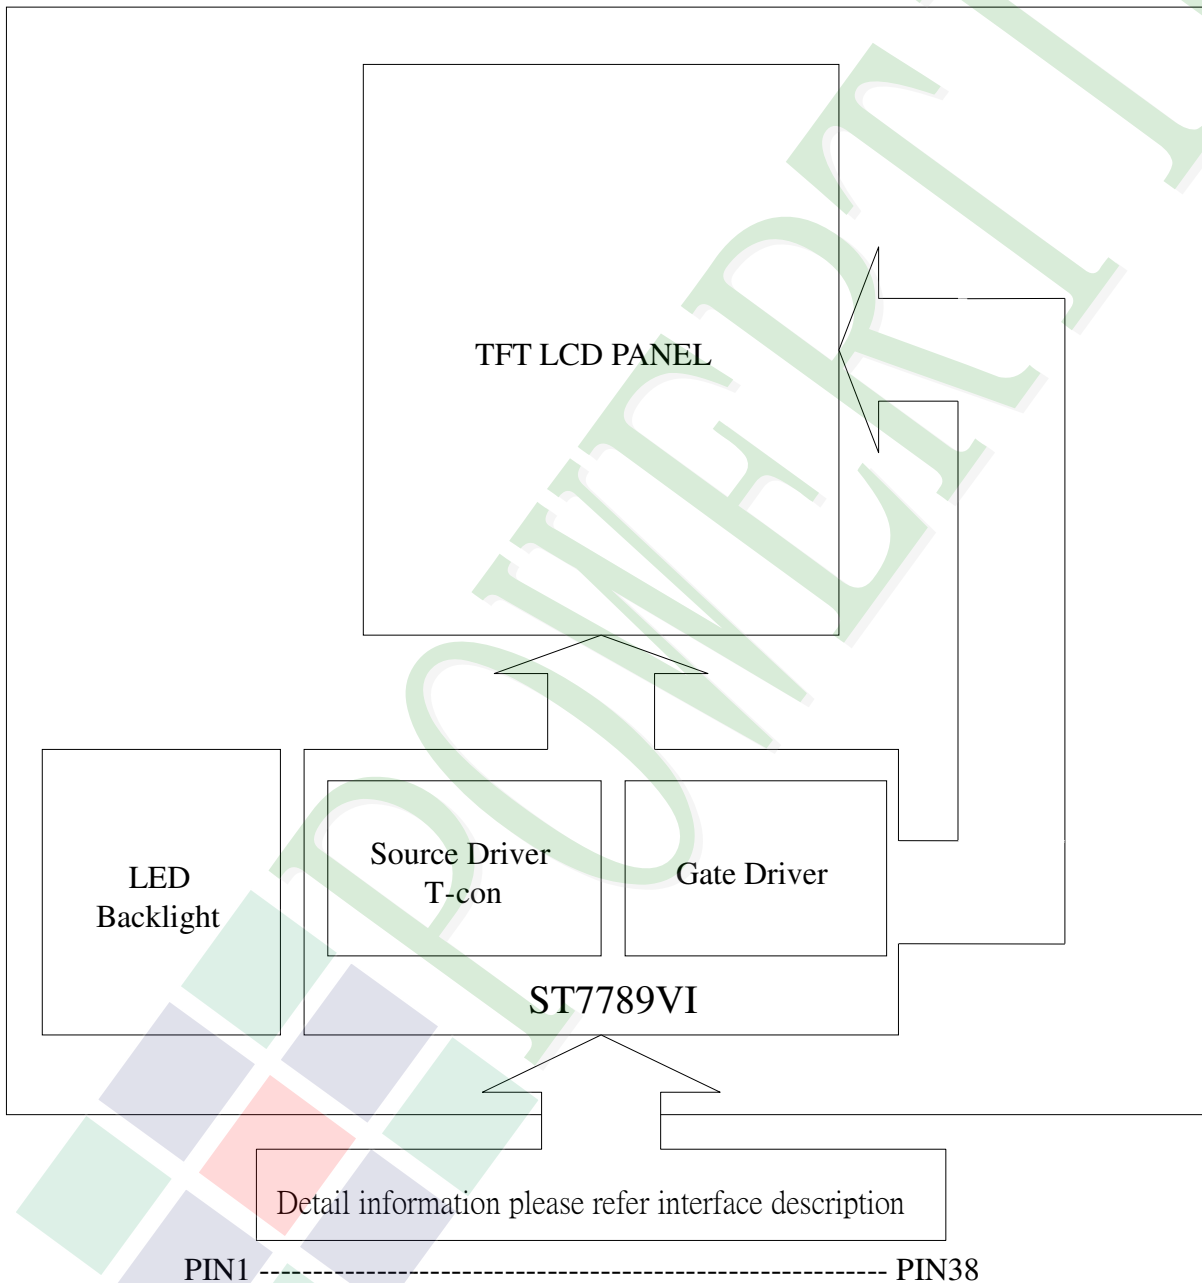 TFT LCD PANEL
LED
Backlight
Source Driver
T-con
Gate Driver
ST7789VI
Detail information please refer interface description
PIN1 ------------------------------------------------ PIN38
POWERTI